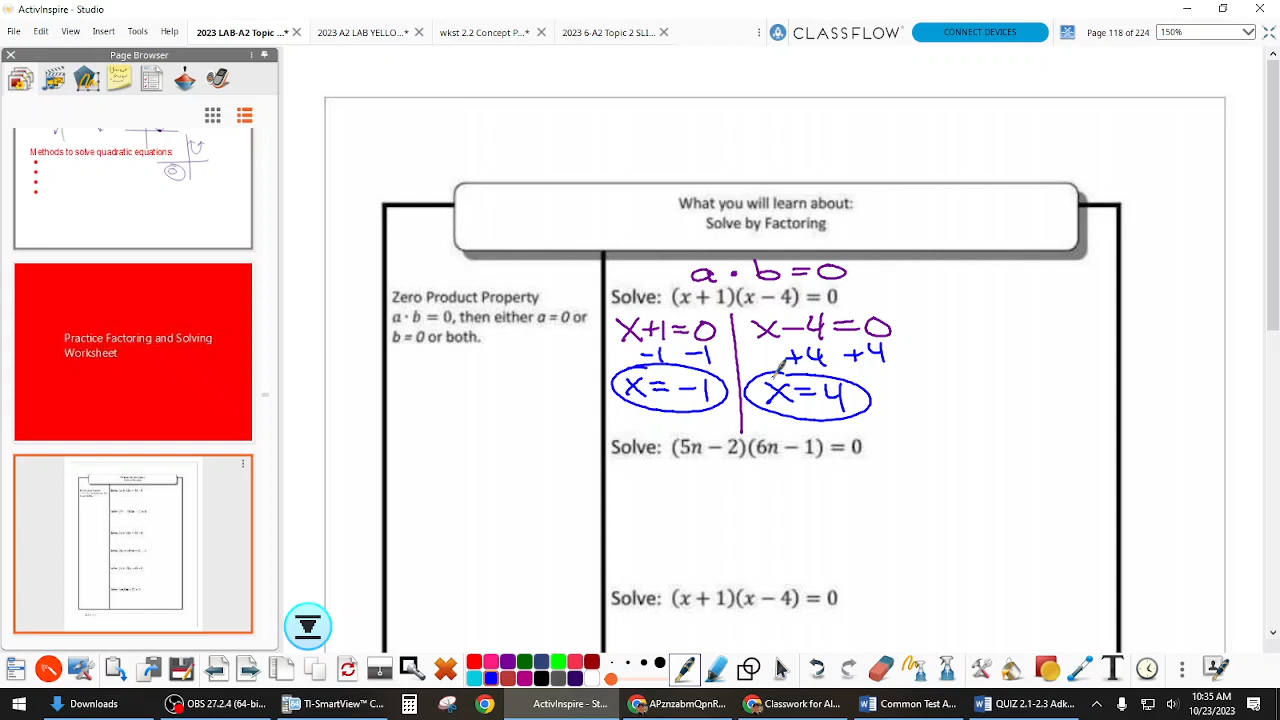 ActivInspire - Studio
File Edit View Insert Tools Help
2023 LAB-A2 Topic ...*
2023 A2 I HELLO...*
wkst 2.2 Concept P...*
2023 6-A2 Topic 2 SLI...
CLASSFLOW
CONNECT DEVICES
Page 118 of 224
150%
Page Browser
Methods to solve quadratic equations:
Practice Factoring and Solving
Worksheet
What you will learn about:
Solve by Factoring
a · b = 0
Zero Product Property
a · b = 0, then either a = 0 or
b = 0 or both.
Solve: (x + 1)(x − 4) = 0
x+1=0 x−4=0
-1 -1 +4 +4
x = -1 x = 4
Solve: (5n − 2)(6n − 1) = 0
Solve: (x + 1)(x − 4) = 0
T
Downloads
OBS 27.2.4 (64-bi...
TI-SmartView™ C...
ActivInspire - Studio
APznzabmQpnR...
Classwork for Al...
Common Test A...
QUIZ 2.1-2.3 Adk...
10:35 AM
10/23/2023